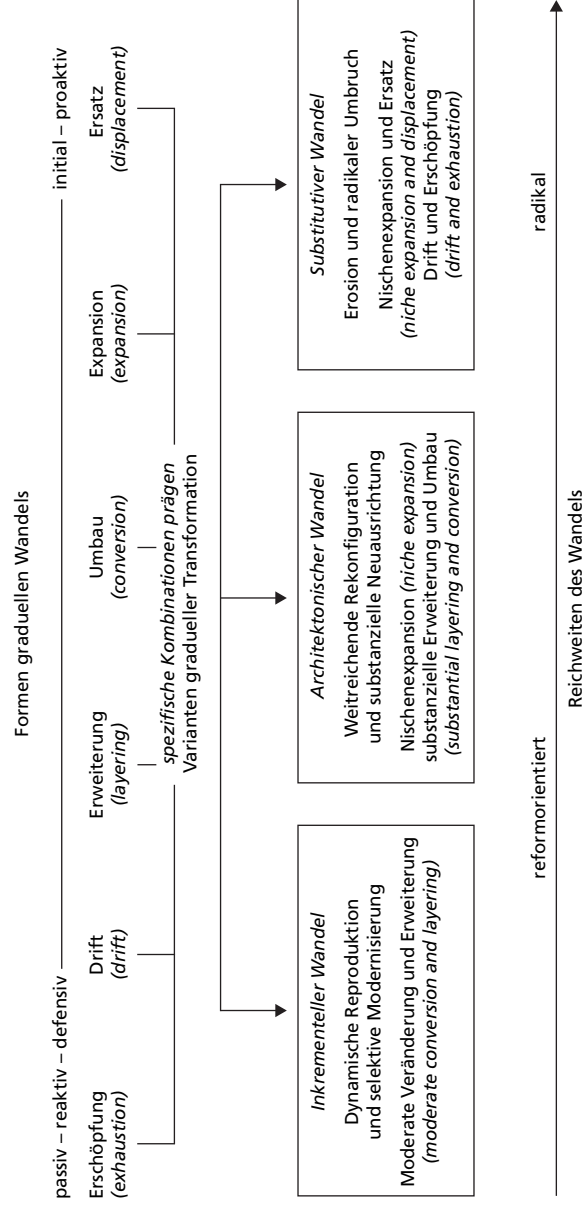 Formen graduellen Wandels
passiv – reaktiv – defensiv
initial – proaktiv
Erschöpfung
(exhaustion)
Drift
(drift)
Erweiterung
(layering)
Umbau
(conversion)
Expansion
(expansion)
Ersatz
(displacement)
spezifische Kombinationen prägen
Varianten gradueller Transformation
Inkrementeller Wandel
Dynamische Reproduktion
und selektive Modernisierung
Moderate Veränderung und Erweiterung
(moderate conversion and layering)
Architektonischer Wandel
Weitreichende Rekonfiguration
und substanzielle Neuausrichtung
Nischenexpansion (niche expansion)
substanzielle Erweiterung und Umbau
(substantial layering and conversion)
Substitutiver Wandel
Erosion und radikaler Umbruch
Nischenexpansion und Ersatz
(niche expansion and displacement)
Drift und Erschöpfung
(drift and exhaustion)
reformorientiert
radikal
Reichweiten des Wandels